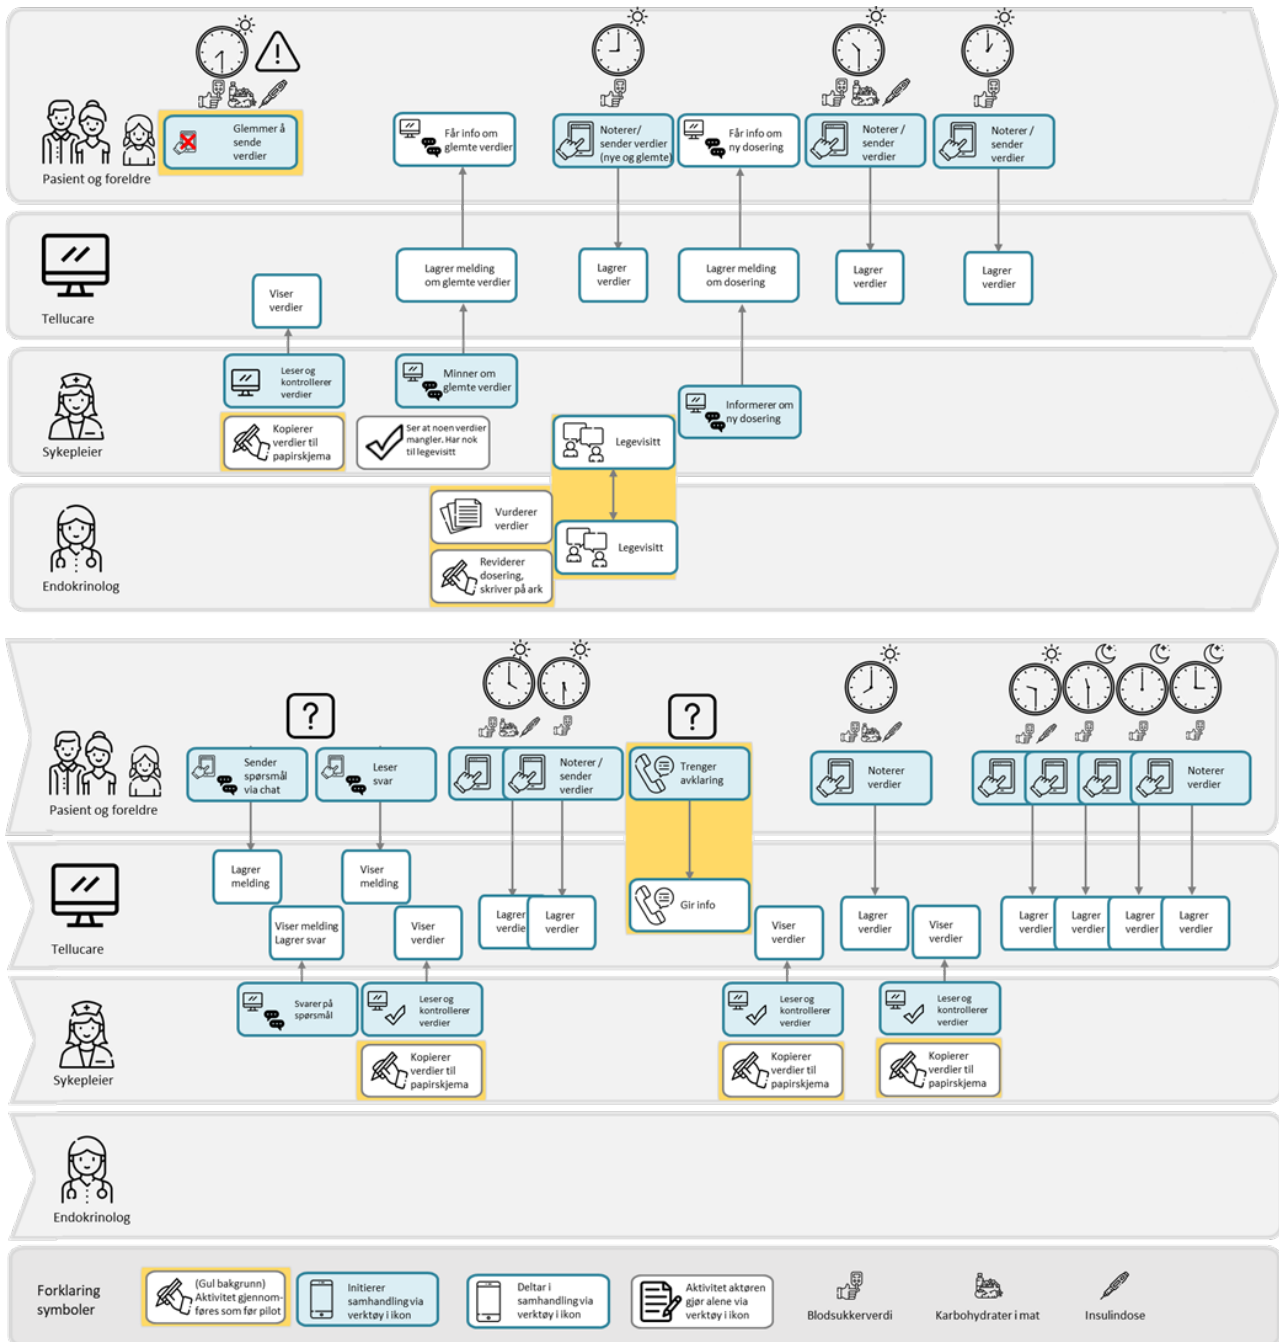 Glemmer å
sende
verdier
Pasient og foreldre
Får info om
glemte verdier
Noterer/
sender verdier
(nye og glemte)
Får info om
ny dosering
Noterer /
sender
verdier
Noterer /
sender
verdier
Tellucare
Viser
verdier
Lagrer melding
om glemte verdier
Lagrer
verdier
Lagrer melding
om dosering
Lagrer
verdier
Lagrer
verdier
Sykepleier
Leser og
kontrollerer
verdier
Kopierer
verdier til
papirskjema
Minner om
glemte verdier
Ser at noen verdier
mangler. Har nok
til legevisitt
Legevisitt
Informerer om
ny dosering
Endokrinolog
Vurderer
verdier
Reviderer
dosering,
skriver på ark
Legevisitt
Pasient og foreldre
?
Sender
spørsmål
via chat
Leser
svar
Noterer /
sender
verdier
?
Trenger
avklaring
Noterer
verdier
Noterer
verdier
Tellucare
Lagrer
melding
Viser melding
Lagrer svar
Viser
melding
Viser
verdier
Lagrer
verdie
Lagrer
verdier
Gir info
Viser
verdier
Lagrer
verdier
Viser
verdier
Lagrer
verdier
Lagrer
verdier
Lagrer
verdier
Lagrer
verdier
Sykepleier
Svarer på
spørsmål
Leser og
kontrollerer
verdier
Kopierer
verdier til
papirskjema
Leser og
kontrollerer
verdier
Kopierer
verdier til
papirskjema
Leser og
kontrollerer
verdier
Kopierer
verdier til
papirskjema
Endokrinolog
Forklaring
symboler
(Gul bakgrunn)
Aktivitet gjennom-
føres som før pilot
Initierer
samhandling via
verktøy i ikon
Deltar i
samhandling via
verktøy i ikon
Aktivitet aktøren
gjør alene via
verktøy i ikon
Blodsukkerverdi
Karbohydrater i mat
Insulindose